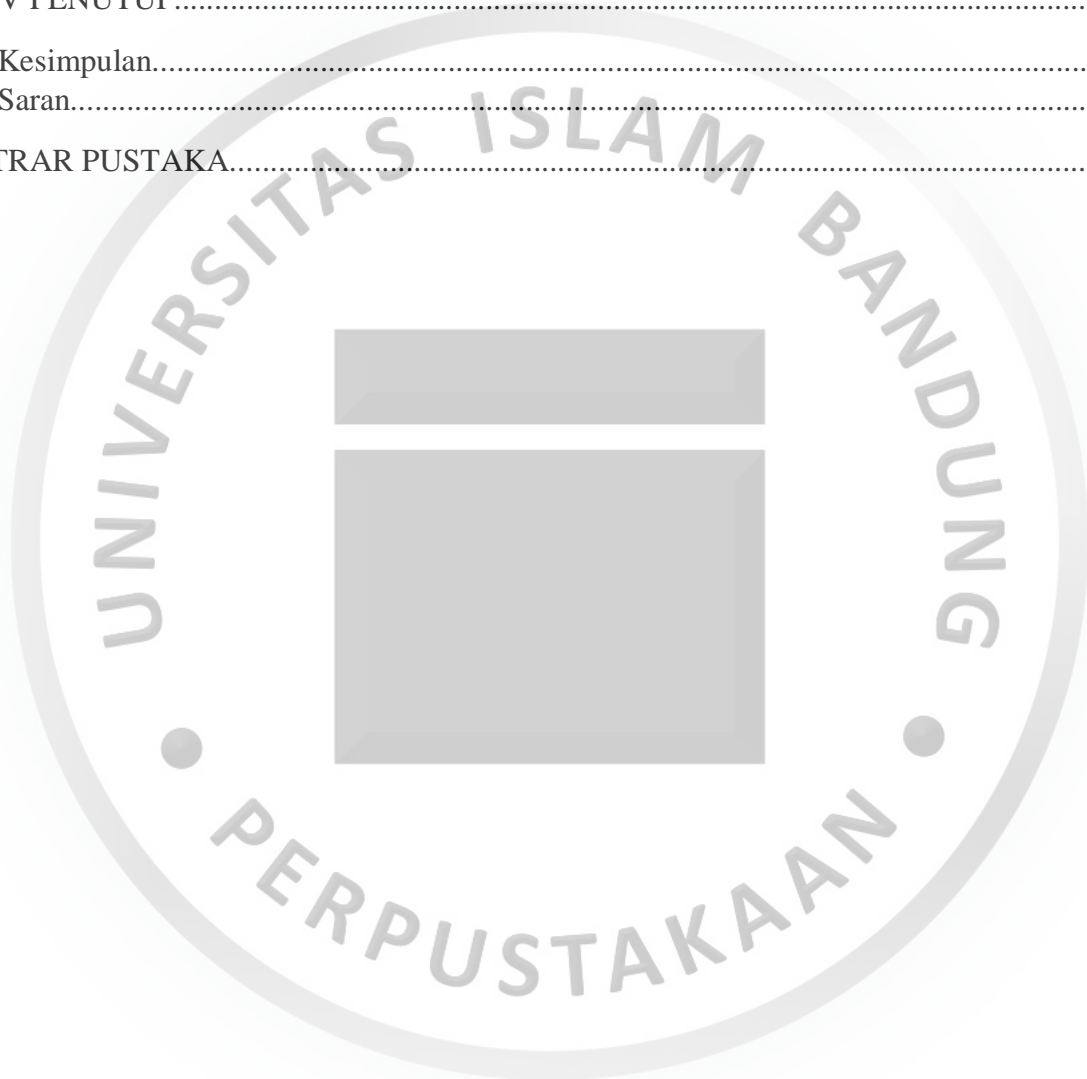 V PENUTUP........................................................................................................
Kesimpulan........................................................................................................
Saran........................................................................................................
TRAR PUSTAKA........................................................................................................
UNIVERSITAS ISLAM BANDUNG
PERPUSTAKAAN